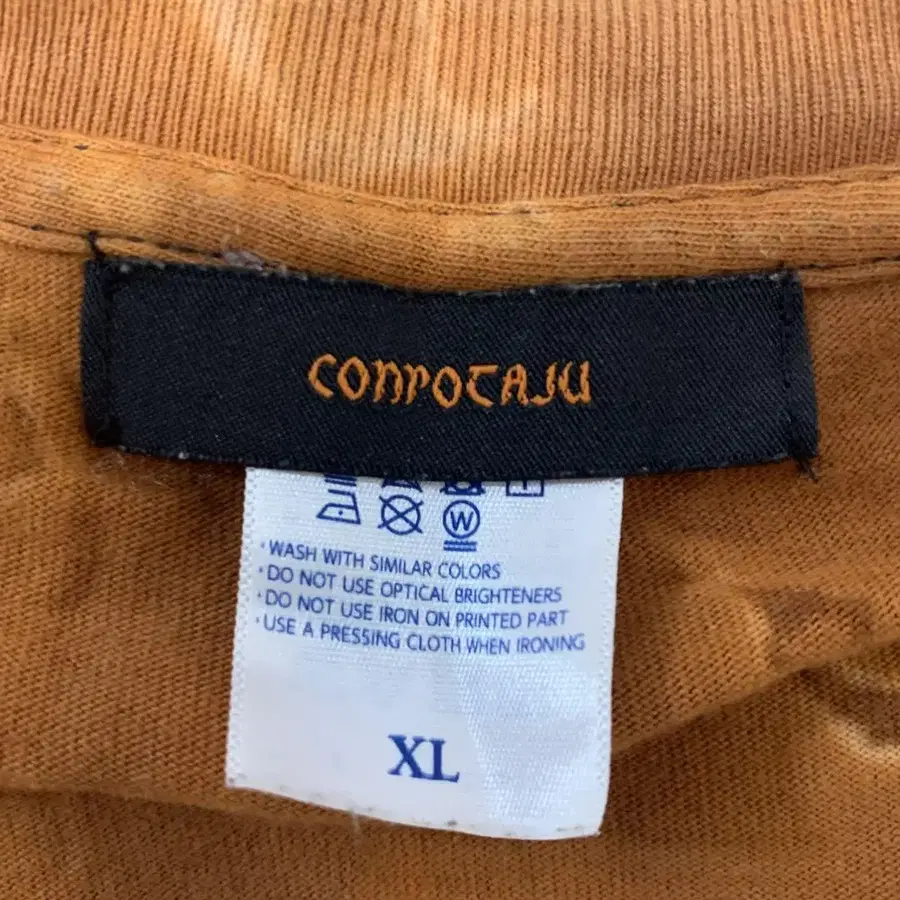 CONPOTAJU
W
· WASH WITH SIMILAR COLORS
· DO NOT USE OPTICAL BRIGHTENERS
· DO NOT USE IRON ON PRINTED PART
· USE A PRESSING CLOTH WHEN IRONING
XL